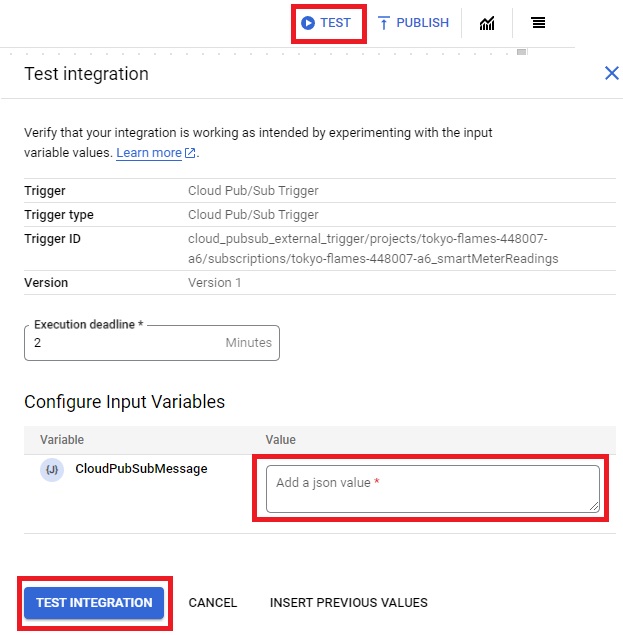 TEST PUBLISH
Test integration
Verify that your integration is working as intended by experimenting with the input
variable values. Learn more.
Trigger Cloud Pub/Sub Trigger
Trigger type Cloud Pub/Sub Trigger
Trigger ID cloud_pubsub_external_trigger/projects/tokyo-flames-448007-
a6/subscriptions/tokyo-flames-448007-a6_smartMeterReadings
Version Version 1
Execution deadline *
2 Minutes
Configure Input Variables
Variable Value
{J} CloudPubSubMessage
Add a json value *
TEST INTEGRATION CANCEL INSERT PREVIOUS VALUES